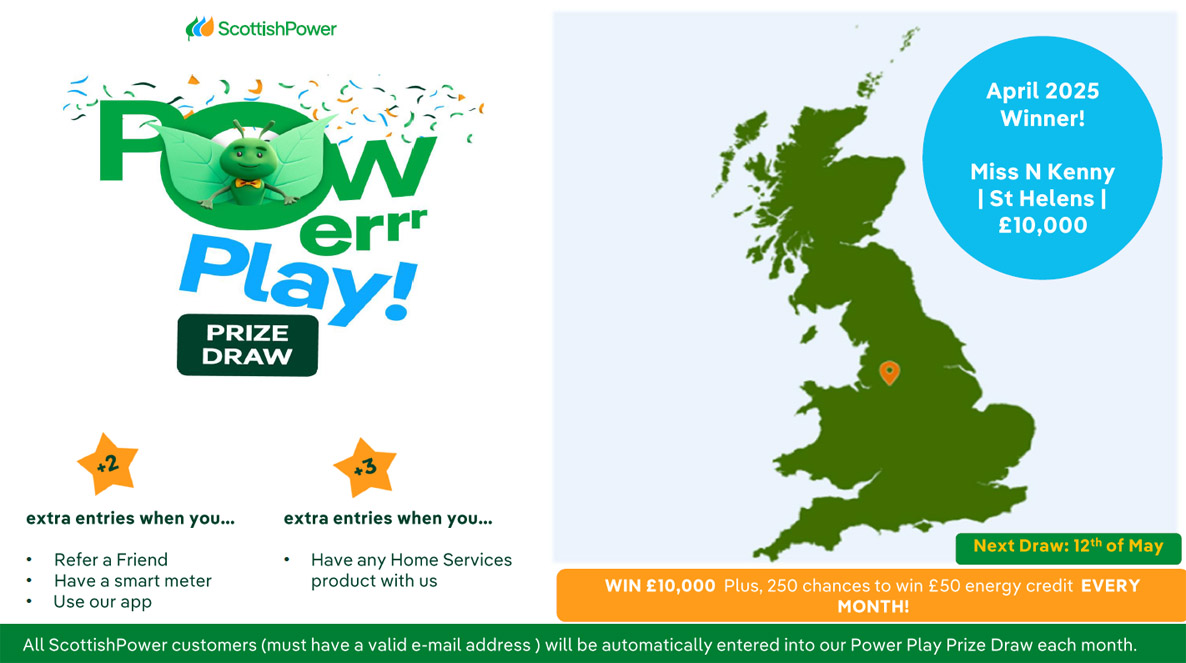 ScottishPower
POW
errr
Play!
PRIZE
DRAW
+2
extra entries when you...
• Refer a Friend
• Have a smart meter
• Use our app
+3
extra entries when you...
• Have any Home Services
product with us
April 2025
Winner!
Miss N Kenny
| St Helens |
£10,000
Next Draw: 12th of May
WIN £10,000 Plus, 250 chances to win £50 energy credit EVERY
MONTH!
All ScottishPower customers (must have a valid e-mail address ) will be automatically entered into our Power Play Prize Draw each month.